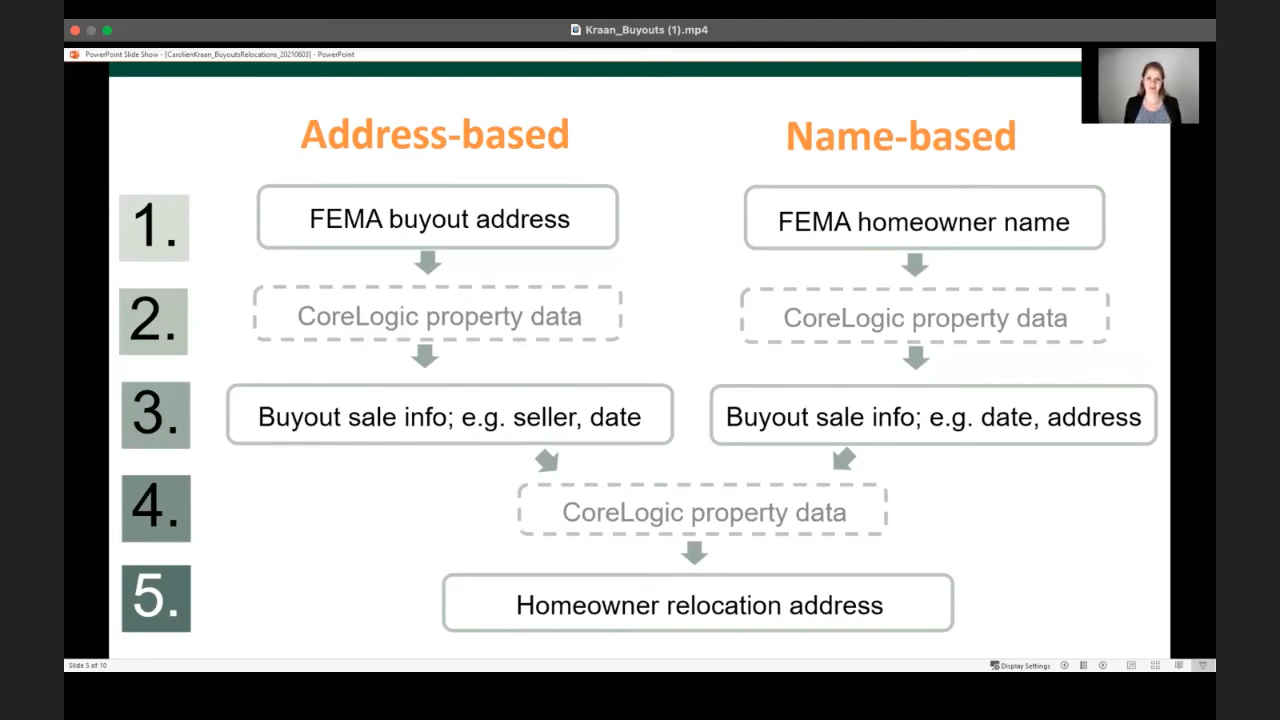 Kraan_Buyouts (1).mp4
PowerPoint Slide Show - [CarolienKraan_BuyoutsRelocations_20210603] - PowerPoint
Address-based
Name-based
1.
FEMA buyout address
FEMA homeowner name
2.
CoreLogic property data
CoreLogic property data
3.
Buyout sale info; e.g. seller, date
Buyout sale info; e.g. date, address
4.
CoreLogic property data
5.
Homeowner relocation address
Slide 5 of 10
Display Settings